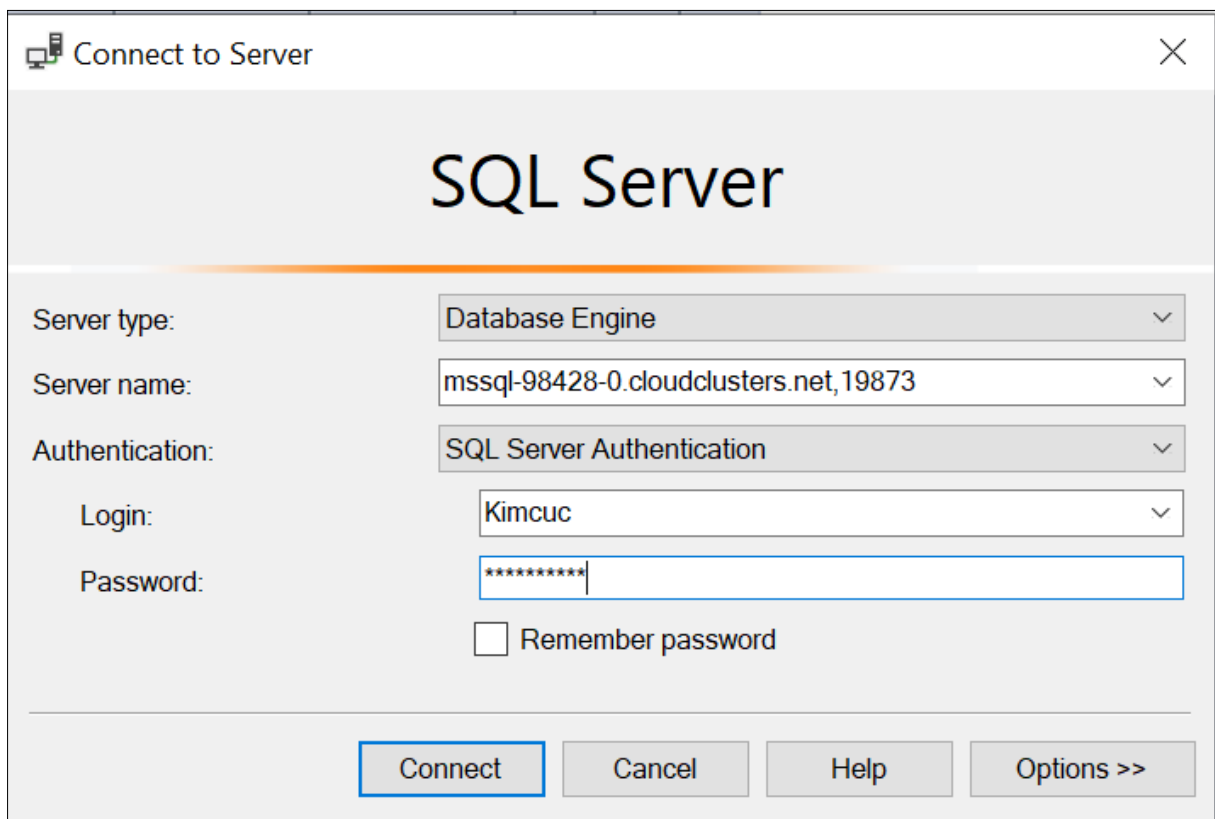 Connect to Server
SQL Server
Server type: Database Engine
Server name: mssql-98428-0.cloudclusters.net,19873
Authentication: SQL Server Authentication
Login: Kimcuc
Password: **********
Remember password
Connect Cancel Help Options >>